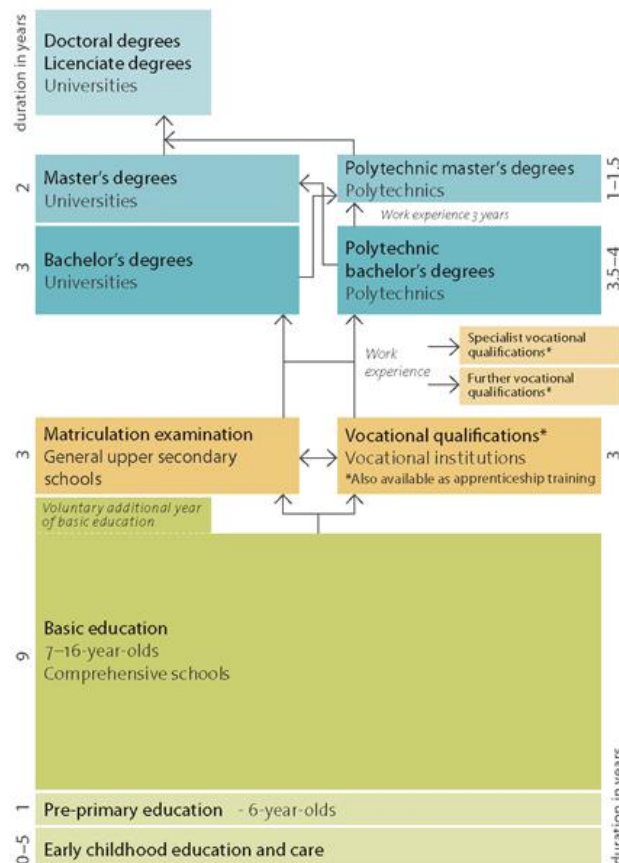 duration in years
Doctoral degrees
Licenciate degrees
Universities
2
Master's degrees
Universities
Polytechnic master's degrees
Polytechnics
1–1.5
Work experience 3 years
3
Bachelor's degrees
Universities
Polytechnic
bachelor's degrees
Polytechnics
3.5–4
Work
experience
Specialist vocational
qualifications*
Further vocational
qualifications*
3
Matriculation examination
General upper secondary
schools
Vocational qualifications*
Vocational institutions
*Also available as apprenticeship training
3
Voluntary additional year
of basic education
9
Basic education
7–16-year-olds
Comprehensive schools
1
Pre-primary education - 6-year-olds
0–5
Early childhood education and care
duration in years